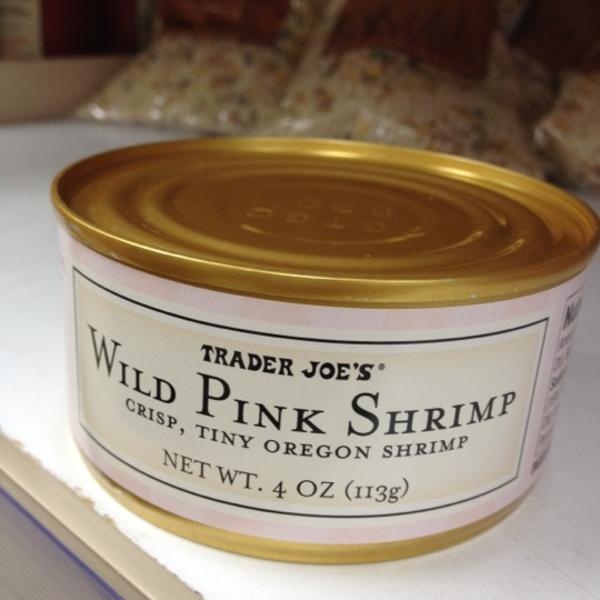 TRADER JOE'S®
WILD PINK SHRIMP
CRISP, TINY OREGON SHRIMP
NET WT. 4 OZ (113g)